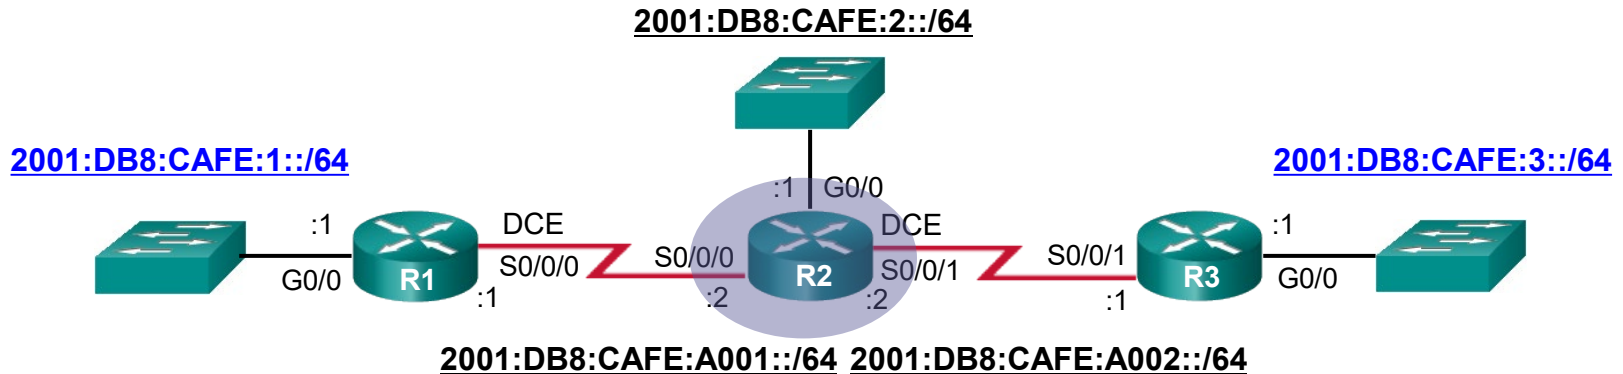 2001:DB8:CAFE:2::/64
2001:DB8:CAFE:1::/64
2001:DB8:CAFE:3::/64
:1 G0/0
:1
DCE
DCE
:1
S0/0/0
S0/0/0
S0/0/1
S0/0/1
G0/0
R1
R2
R3
G0/0
:1
:2
:2
:1
2001:DB8:CAFE:A001::/64 2001:DB8:CAFE:A002::/64